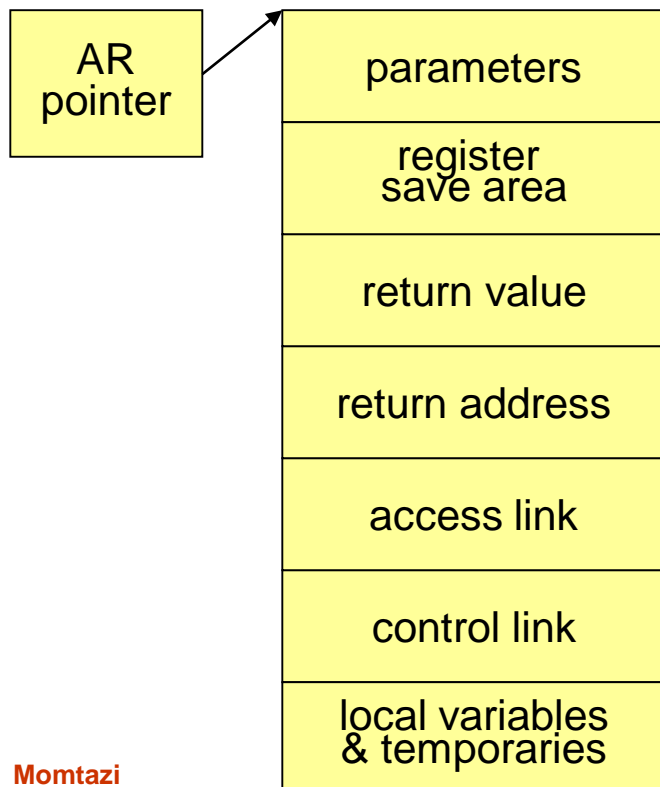 AR
pointer
parameters
register
save area
return value
return address
access link
control link
local variables
& temporaries
Momtazi